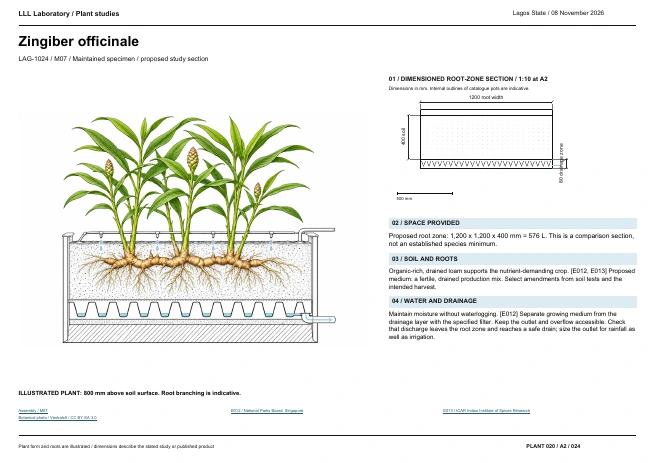 LLL Laboratory / Plant studies
Lagos State / 08 November 2026
Zingiber officinale
LAG-1024 / M07 / Maintained specimen / proposed study section
01 / DIMENSIONED ROOT-ZONE SECTION / 1:10 at A2
Dimensions in mm. Internal outlines of catalogue pots are indicative.
1200 root width
400 soil
80 drainage zone
500 mm
02 / SPACE PROVIDED
Proposed root zone: 1,200 x 1,200 x 400 mm = 576 L. This is a comparison section,
not an established species minimum.
03 / SOIL AND ROOTS
Organic-rich, drained loam supports the nutrient-demanding crop. [E012, E013] Proposed
medium: a fertile, drained production mix. Select amendments from soil tests and the
intended harvest.
04 / WATER AND DRAINAGE
Maintain moisture without waterlogging. [E012] Separate growing medium from the
drainage layer with the specified filter. Keep the outlet and overflow accessible. Check
that discharge leaves the root zone and reaches a safe drain; size the outlet for rainfall as
well as irrigation.
ILLUSTRATED PLANT: 800 mm above soil surface. Root branching is indicative.
Assembly / M07
E012 / National Parks Board, Singapore
E013 / ICAR Indian Institute of Spices Research
Botanical photo / Vinkratch / CC BY-SA 3.0
Plant form and roots are illustrated / dimensions describe the stated study or published product
PLANT 020 / A2 / 024